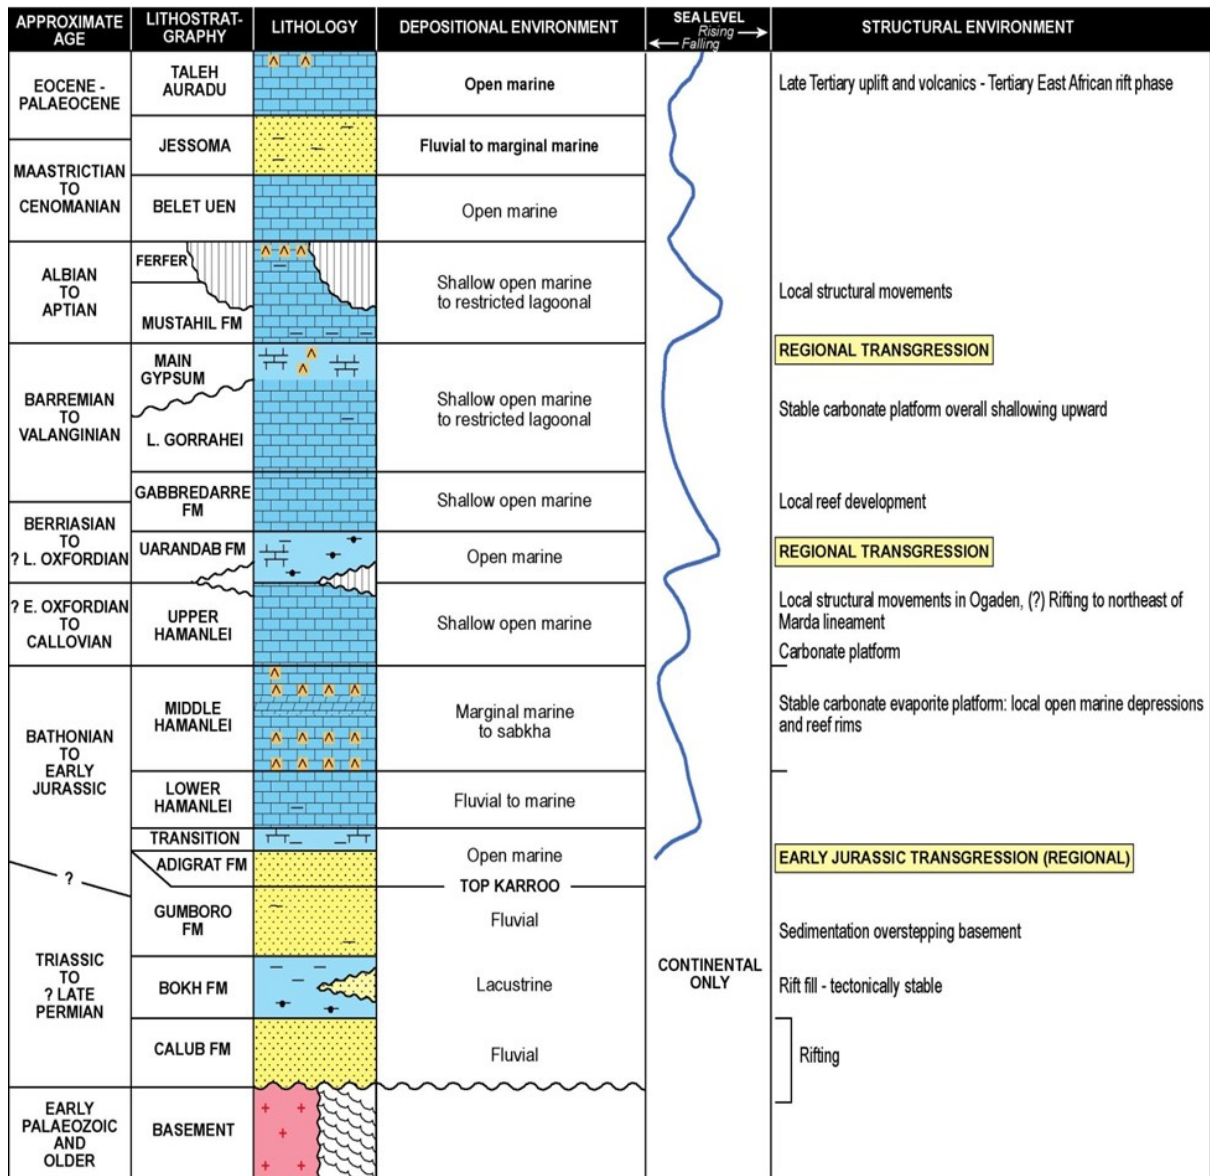 APPROXIMATE
AGE
LITHOSTRAT-
GRAPHY
LITHOLOGY
DEPOSITIONAL ENVIRONMENT
SEA LEVEL
Rising
Falling
STRUCTURAL ENVIRONMENT
EOCENE -
PALAEOCENE
TALEH
AURADU
Open marine
Late Tertiary uplift and volcanics - Tertiary East African rift phase
JESSOMA
Fluvial to marginal marine
MAASTRICTIAN
TO
CENOMANIAN
BELET UEN
Open marine
ALBIAN
TO
APTIAN
FERFER
MUSTAHIL FM
Shallow open marine
to restricted lagoonal
Local structural movements
REGIONAL TRANSGRESSION
BARREMIAN
TO
VALANGINIAN
MAIN
GYPSUM
L. GORRAHEI
Shallow open marine
to restricted lagoonal
Stable carbonate platform overall shallowing upward
GABBREDARRE
FM
Shallow open marine
Local reef development
BERRIASIAN
TO
? L. OXFORDIAN
UARANDAB FM
Open marine
REGIONAL TRANSGRESSION
? E. OXFORDIAN
TO
CALLOVIAN
UPPER
HAMANLEI
Shallow open marine
Local structural movements in Ogaden, (?) Rifting to northeast of
Marda lineament
Carbonate platform
BATHONIAN
TO
EARLY
JURASSIC
MIDDLE
HAMANLEI
Marginal marine
to sabkha
Stable carbonate evaporite platform: local open marine depressions
and reef rims
LOWER
HAMANLEI
Fluvial to marine
TRANSITION
ADIGRAT FM
Open marine
EARLY JURASSIC TRANSGRESSION (REGIONAL)
?
TOP KARROO
TRIASSIC
TO
? LATE
PERMIAN
GUMBORO
FM
Fluvial
Sedimentation overstepping basement
BOKH FM
Lacustrine
CONTINENTAL
ONLY
Rift fill - tectonically stable
CALUB FM
Fluvial
Rifting
EARLY
PALAEOZOIC
AND
OLDER
BASEMENT